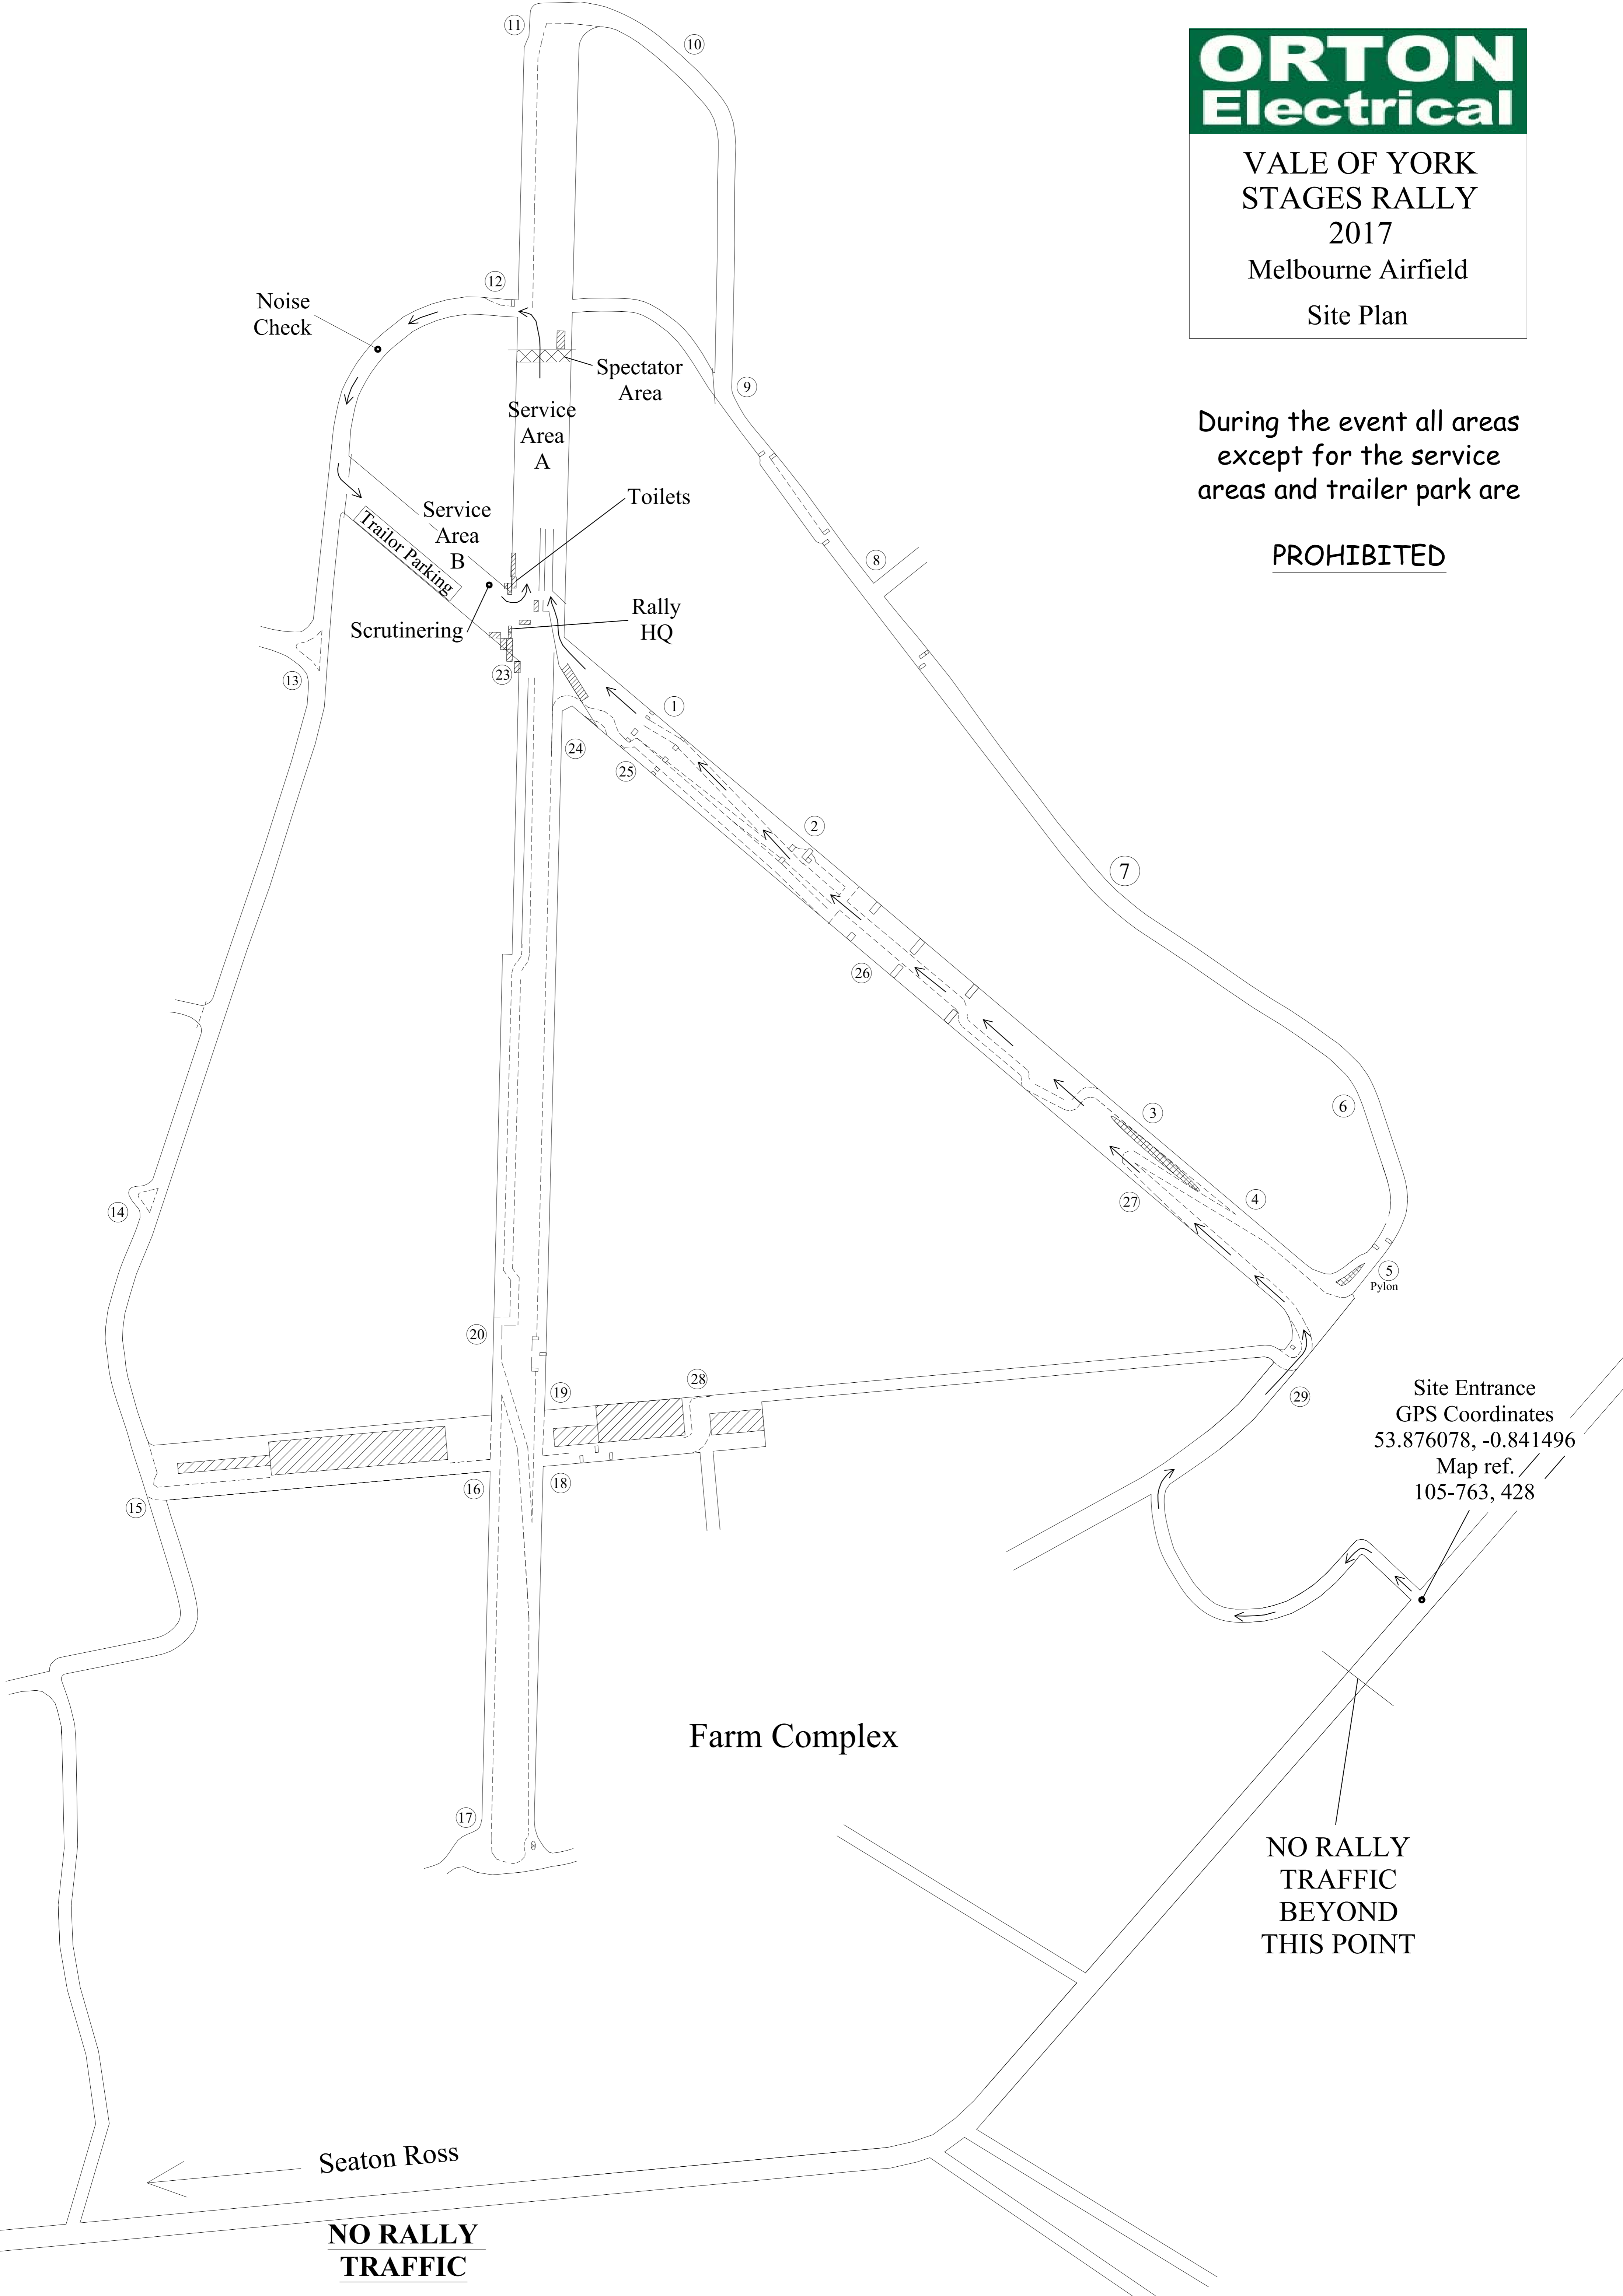 ORTON
Electrical
VALE OF YORK
STAGES RALLY
2017
Melbourne Airfield
Site Plan
During the event all areas
except for the service
areas and trailer park are
PROHIBITED
11
10
12
Noise
Check
Spectator
Area
9
Service
Area
A
Toilets
Service
Area
B
Trailor Parking
8
Scrutinering
Rally
HQ
23
13
1
24
25
2
7
26
6
3
4
27
14
5
Pylon
20
28
19
29
Site Entrance
GPS Coordinates
53.876078, -0.841496
Map ref.
105-763, 428
15
16
18
Farm Complex
17
NO RALLY
TRAFFIC
BEYOND
THIS POINT
Seaton Ross
NO RALLY
TRAFFIC